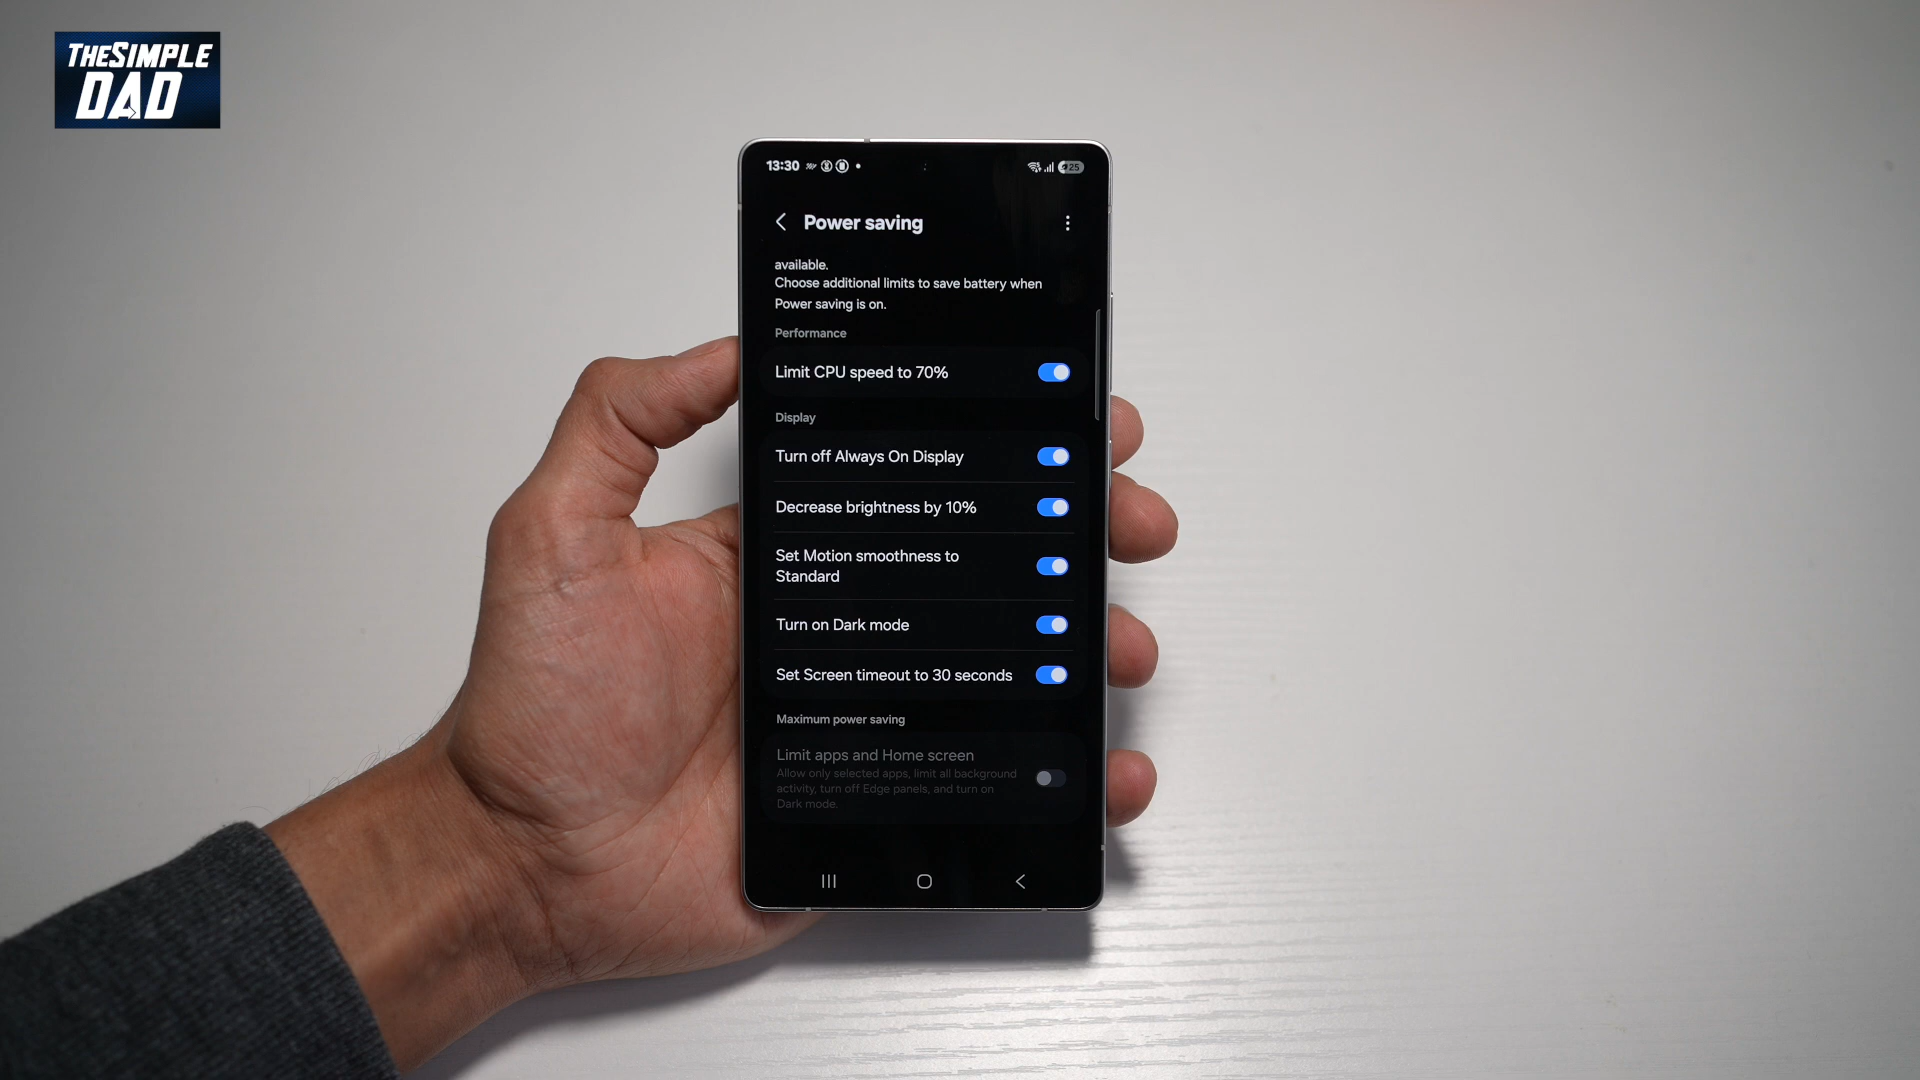 THESIMPLE
DAD
13:30
25
Power saving
available.
Choose additional limits to save battery when
Power saving is on.
Performance
Limit CPU speed to 70%
Display
Turn off Always On Display
Decrease brightness by 10%
Set Motion smoothness to
Standard
Turn on Dark mode
Set Screen timeout to 30 seconds
Maximum power saving
Limit apps and Home screen
Allow only selected apps, limit all background
activity, turn off Edge panels, and turn on
Dark mode.